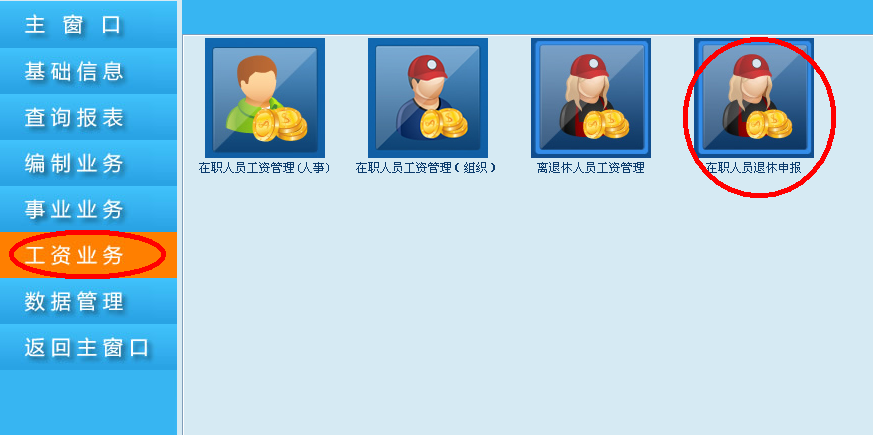 主 窗 口
基础信息
查询报表
编制业务
事业业务
工资业务
数据管理
返回主窗口
在职人员工资管理(人事)
在职人员工资管理(组织)
离退休人员工资管理
在职人员退休申报